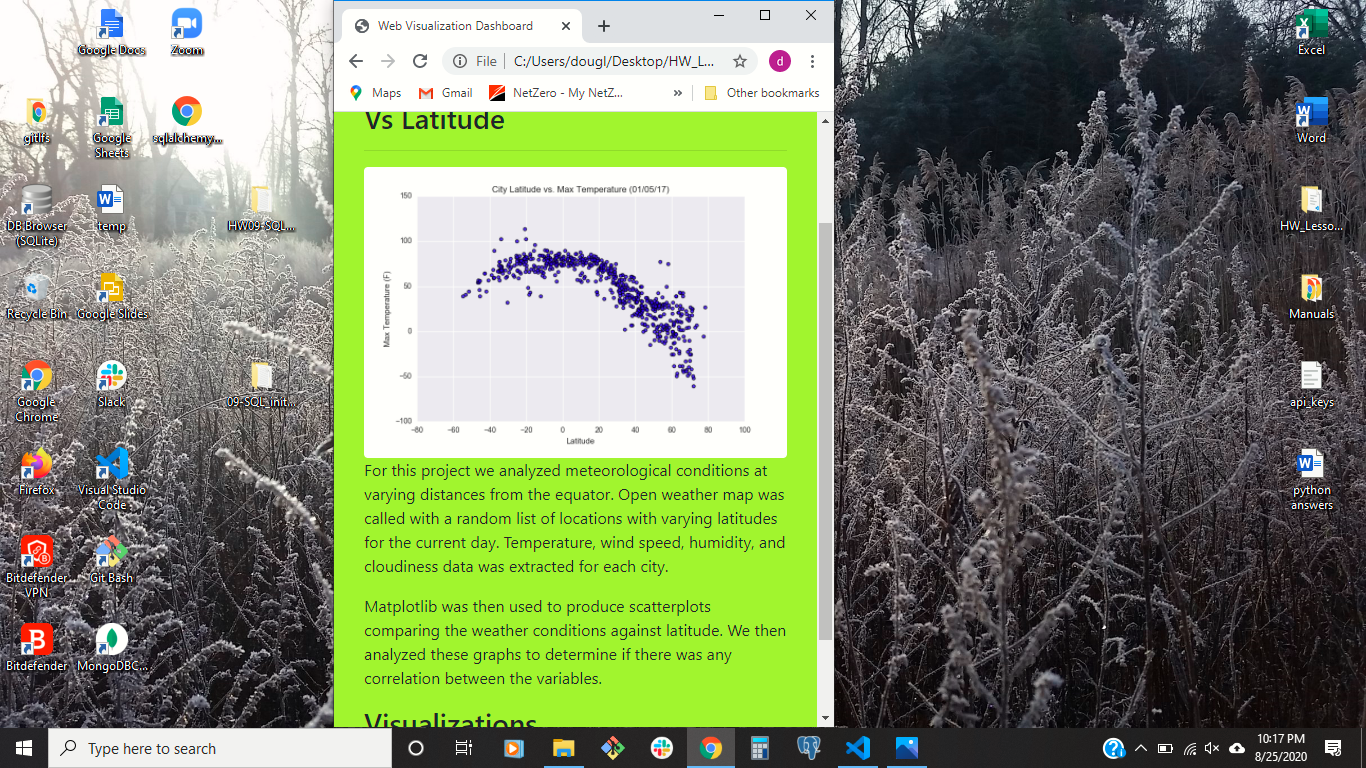 Google Docs
Zoom
gitlfs
Google
Sheets
sqlalchemy...
DB Browser
(SQLite)
temp
HW09-SQL...
Recycle Bin
Google Slides
Google
Chrome
Slack
09-SQL_init...
Firefox
Visual Studio
Code
Bitdefender
VPN
Git Bash
Bitdefender
MongoDBC...
Web Visualization Dashboard
File
C:/Users/dougl/Desktop/HW_L...
d
Maps
Gmail
NetZero - My NetZ...
»
Other bookmarks
Vs Latitude
City Latitude vs. Max Temperature (01/05/17)
150
100
50
0
−50
−100
Max Temperature (F)
−80
−60
−40
−20
0
20
40
60
80
100
Latitude
For this project we analyzed meteorological conditions at
varying distances from the equator. Open weather map was
called with a random list of locations with varying latitudes
for the current day. Temperature, wind speed, humidity, and
cloudiness data was extracted for each city.
Matplotlib was then used to produce scatterplots
comparing the weather conditions against latitude. We then
analyzed these graphs to determine if there was any
correlation between the variables.
Visualizations
Excel
Word
HW_Lesso...
Manuals
api_keys
python
answers
Type here to search
10:17 PM
8/25/2020